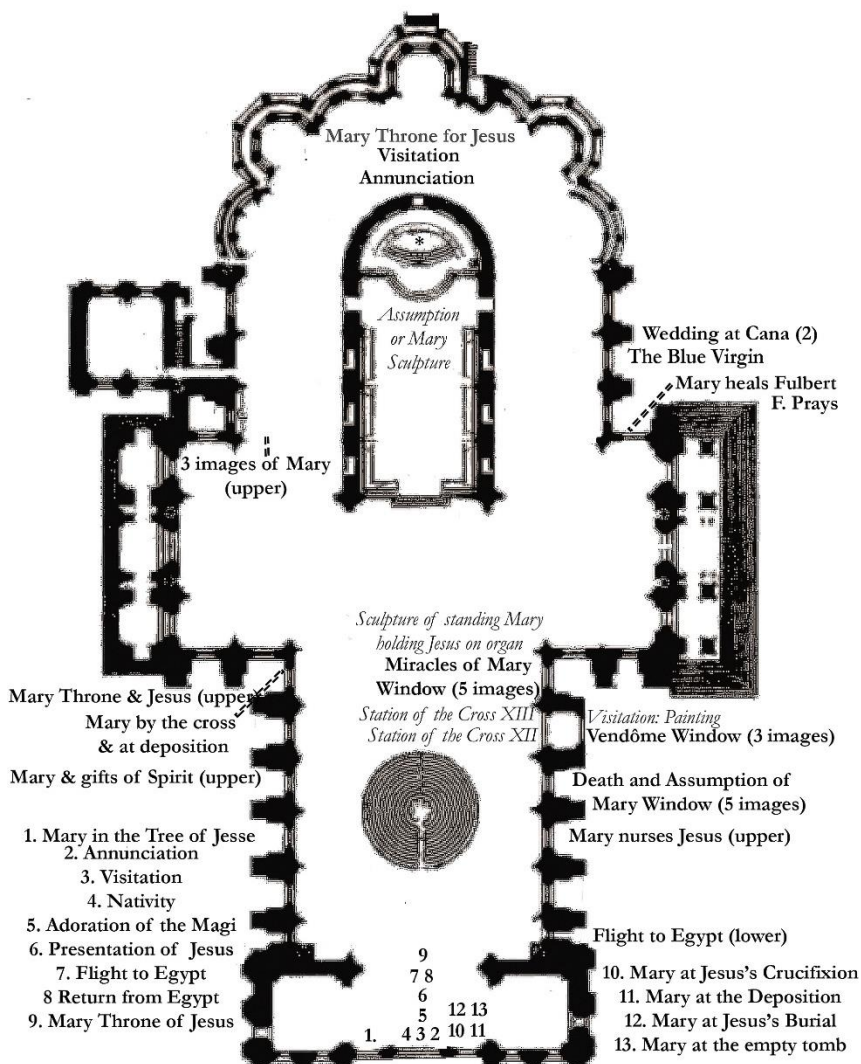 Mary Throne for Jesus
Visitation
Annunciation
*
Assumption
or Mary
Sculpture
Wedding at Cana (2)
The Blue Virgin
Mary heals Fulbert
F. Prays
3 images of Mary
(upper)
Sculpture of standing Mary
holding Jesus on organ
Miracles of Mary
Window (5 images)
Station of the Cross XIII
Station of the Cross XII
Mary Throne & Jesus (upper)
Mary by the cross
& at deposition
Visitation: Painting
Vendôme Window (3 images)
Mary & gifts of Spirit (upper)
Death and Assumption of
Mary Window (5 images)
Mary nurses Jesus (upper)
1. Mary in the Tree of Jesse
2. Annunciation
3. Visitation
4. Nativity
5. Adoration of the Magi
6. Presentation of Jesus
7. Flight to Egypt
8 Return from Egypt
9. Mary Throne of Jesus
Flight to Egypt (lower)
10. Mary at Jesus's Crucifixion
11. Mary at the Deposition
12. Mary at Jesus's Burial
13. Mary at the empty tomb
9
7 8
6
5 12 13
1. 4 3 2 10 11